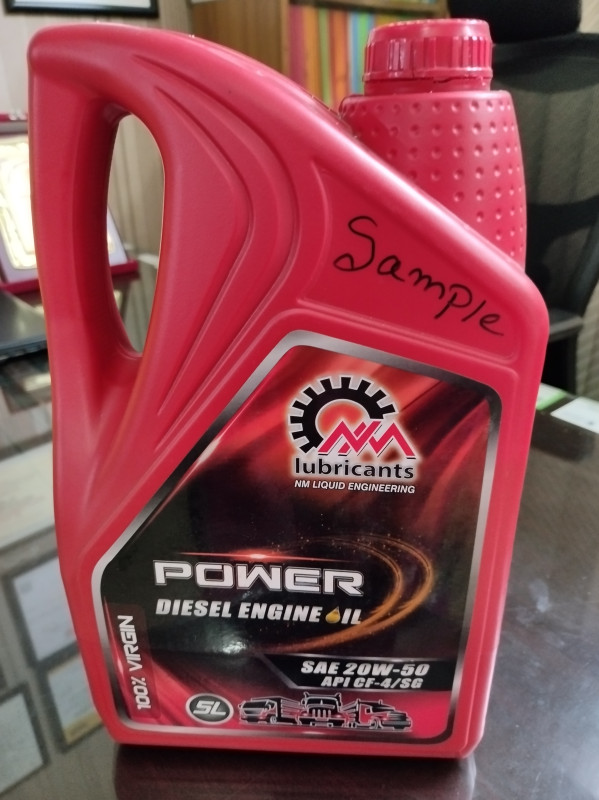 Sample
NM
lubricants
NM LIQUID ENGINEERING
POWER
DIESEL ENGINE OIL
SAE 20W-50
API CF-4/SG
100% VIRGIN
5L